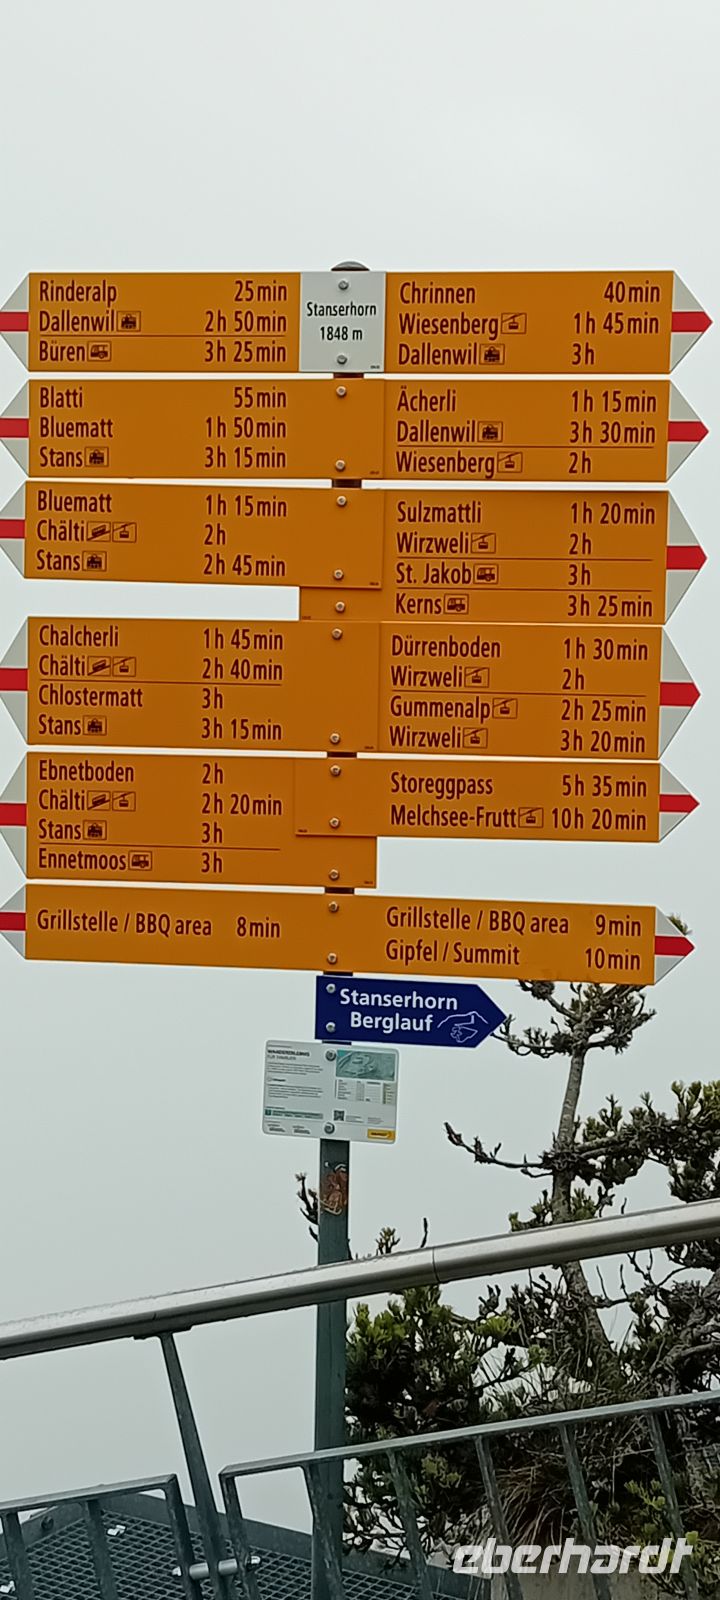 Stanserhorn
1848 m
Rinderalp 25 min
Dallenwil 2 h 50 min
Büren 3 h 25 min
Chrinnen 40 min
Wiesenberg 1 h 45 min
Dallenwil 3 h
Blatti 55 min
Bluematt 1 h 50 min
Stans 3 h 15 min
Ächerli 1 h 15 min
Dallenwil 3 h 30 min
Wiesenberg 2 h
Bluematt 1 h 15 min
Chälti 2 h
Stans 2 h 45 min
Sulzmattli 1 h 20 min
Wirzweli 2 h
St. Jakob 3 h
Kerns 3 h 25 min
Chalcherli 1 h 45 min
Chälti 2 h 40 min
Chlostermatt 3 h
Stans 3 h 15 min
Dürrenboden 1 h 30 min
Wirzweli 2 h
Gummenalp 2 h 25 min
Wirzweli 3 h 20 min
Ebnetboden 2 h
Chälti 2 h 20 min
Stans 3 h
Ennetmoos 3 h
Storeggpass 5 h 35 min
Melchsee-Frutt 10 h 20 min
Grillstelle / BBQ area 8 min
Grillstelle / BBQ area 9 min
Gipfel / Summit 10 min
Stanserhorn
Berglauf
eberhardt